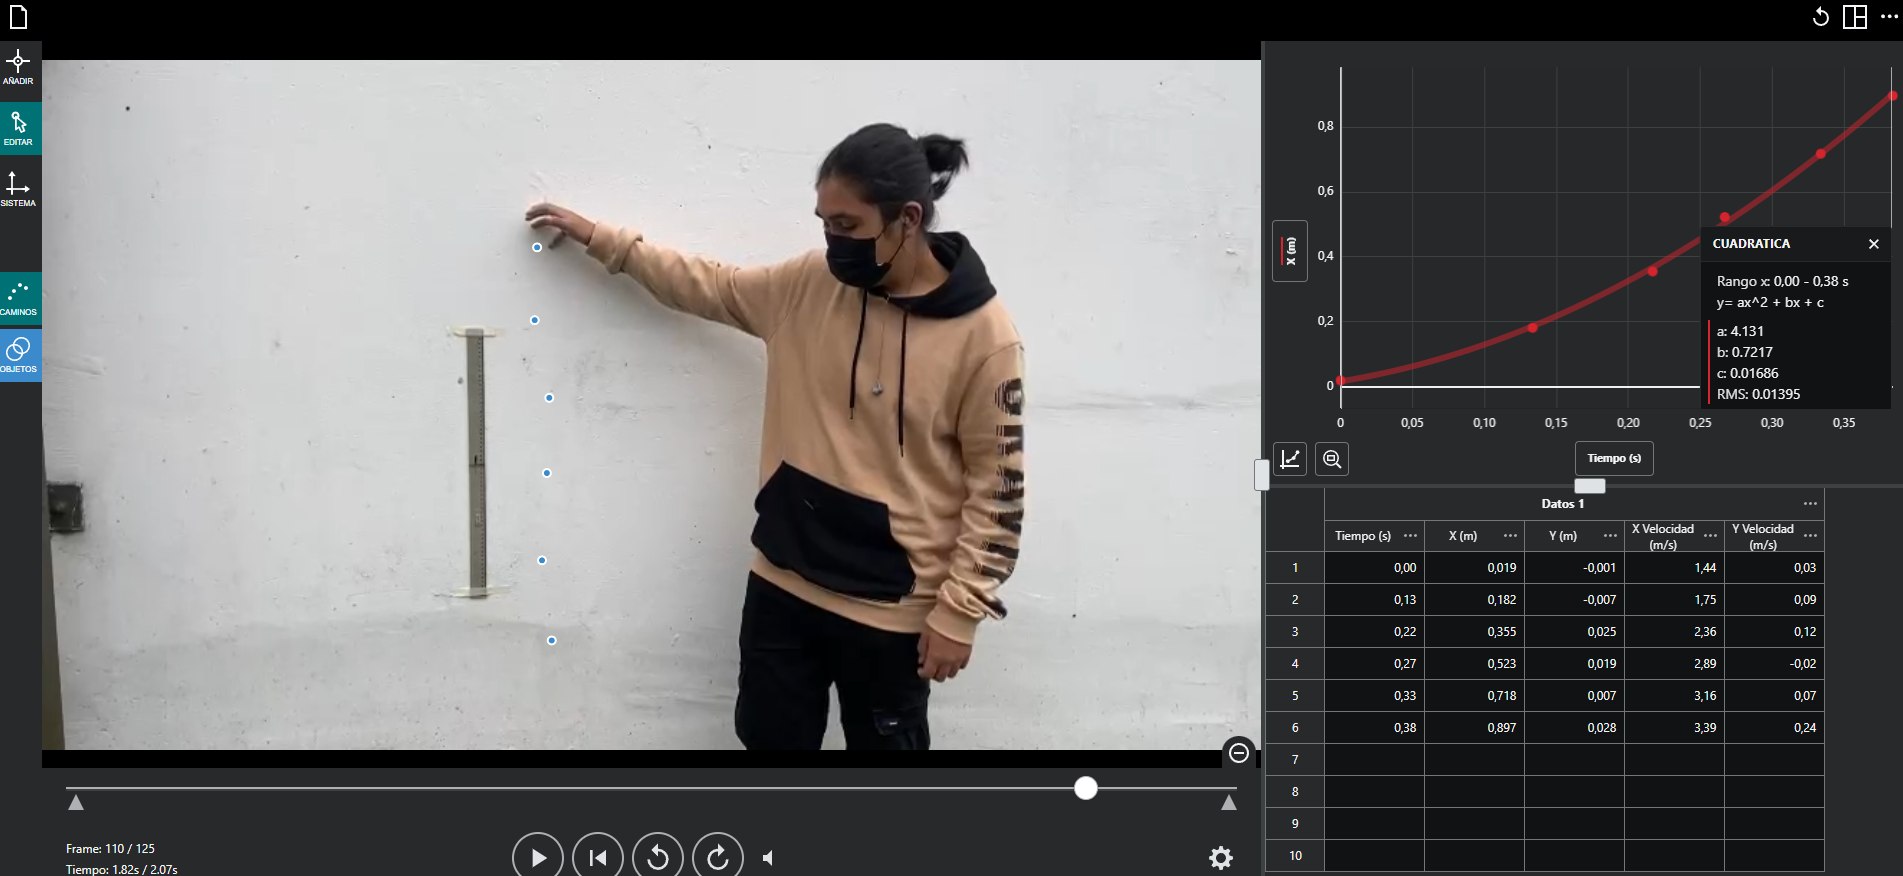 AÑADIR
EDITAR
SISTEMA
CAMINOS
OBJETOS
Frame: 110 / 125
Tiempo: 1.82s / 2.07s
X (m)
0,8
0,6
0,4
0,2
0
0 0,05 0,10 0,15 0,20 0,25 0,30 0,35
Tiempo (s)
CUADRATICA
Rango x: 0,00 - 0,38 s
y= ax^2 + bx + c
a: 4.131
b: 0.7217
c: 0.01686
RMS: 0.01395
Datos 1
Tiempo (s) X (m) Y (m) X Velocidad (m/s) Y Velocidad (m/s)
1 0,00 0,019 -0,001 1,44 0,03
2 0,13 0,182 -0,007 1,75 0,09
3 0,22 0,355 0,025 2,36 0,12
4 0,27 0,523 0,019 2,89 -0,02
5 0,33 0,718 0,007 3,16 0,07
6 0,38 0,897 0,028 3,39 0,24
7
8
9
10